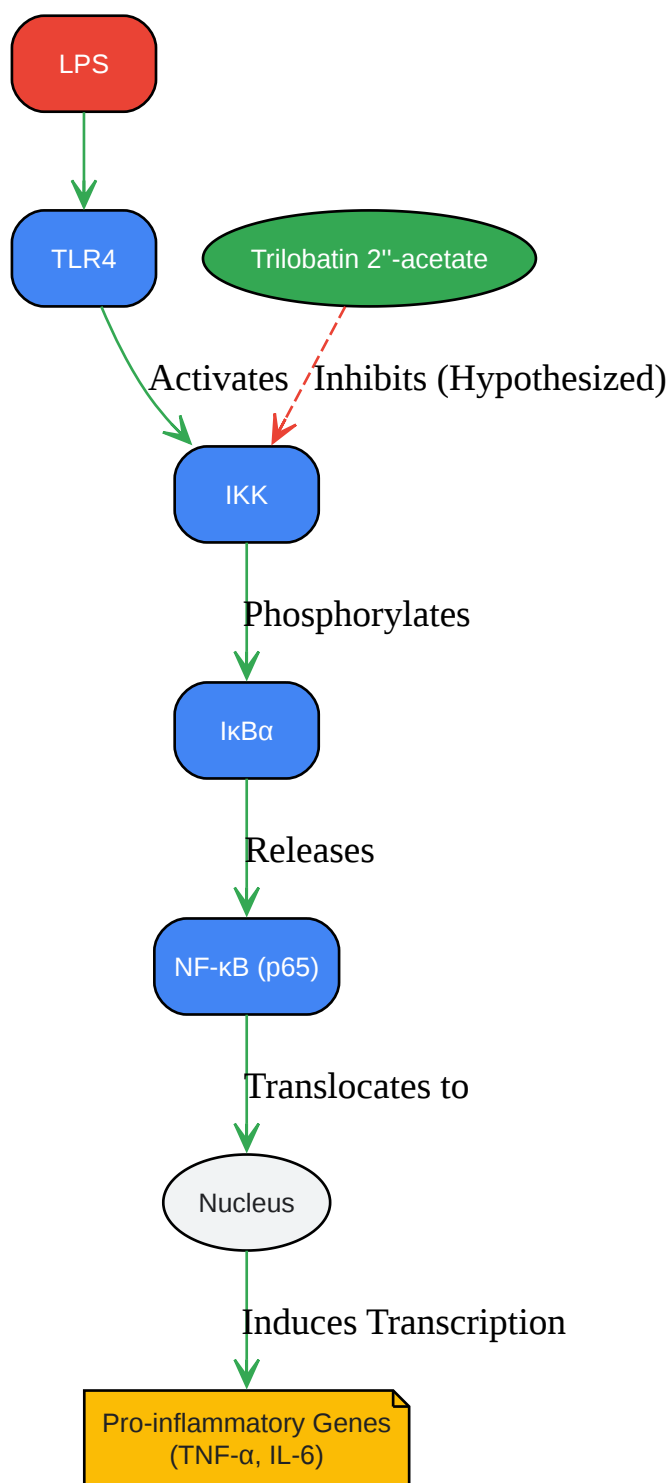 LPS
TLR4
Trilobatin 2''-acetate
Activates
Inhibits (Hypothesized)
IKK
Phosphorylates
IκBα
Releases
NF-κB (p65)
Translocates to
Nucleus
Induces Transcription
Pro-inflammatory Genes
(TNF-α, IL-6)